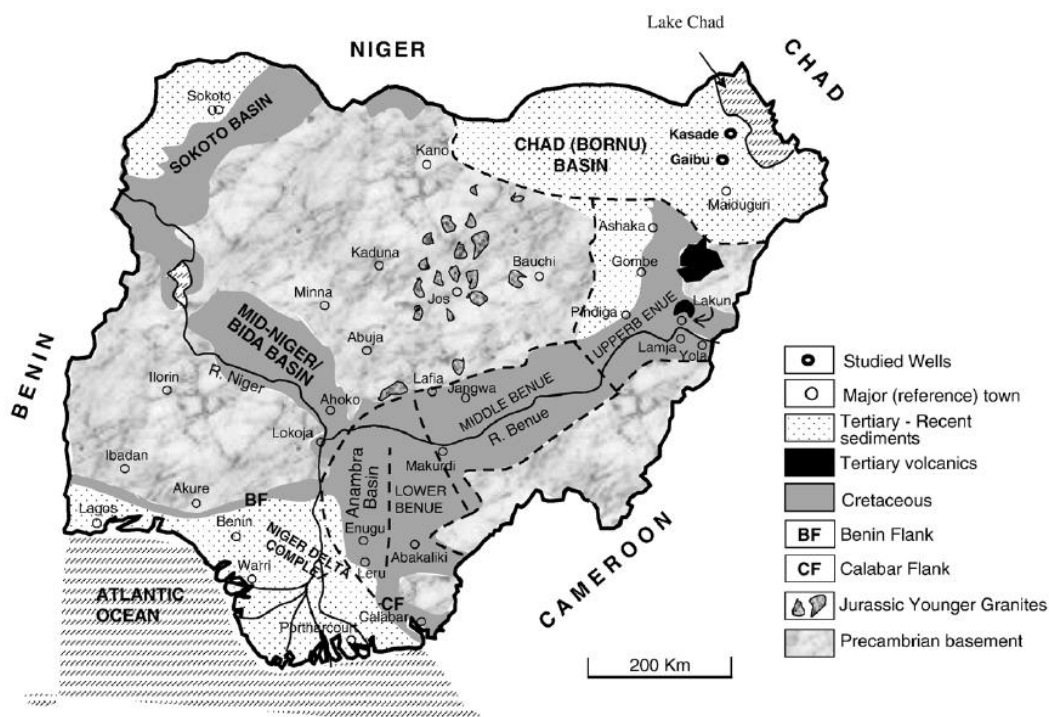 Lake Chad
NIGER
CHAD
Sokoto
SOKOTO BASIN
Kano
CHAD (BORNU)
BASIN
Kasade
Gaibu
Maiduguri
Ashaka
Gombe
Kaduna
Bauchi
Jos
Minna
Pindiga
Lakun
UPPERB ENUE
Lamja
Yola
MID-NIGER/
BIDA BASIN
Abuja
BENIN
Ilorin
R. Niger
Lafia
Jangwa
MIDDLE BENUE
R. Benue
Ahoko
Lokoja
Makurdi
Ibadan
Anambra
Basin
LOWER
BENUE
Akure
BF
Lagos
Benin
Enugu
Abakaliki
NIGER DELTA
COMPLEX
Leru
Warri
CF
Calabar
CAMEROON
ATLANTIC
OCEAN
Portharcourt
200 Km
Studied Wells
Major (reference) town
Tertiary - Recent
sediments
Tertiary volcanics
Cretaceous
BF Benin Flank
CF Calabar Flank
Jurassic Younger Granites
Precambrian basement